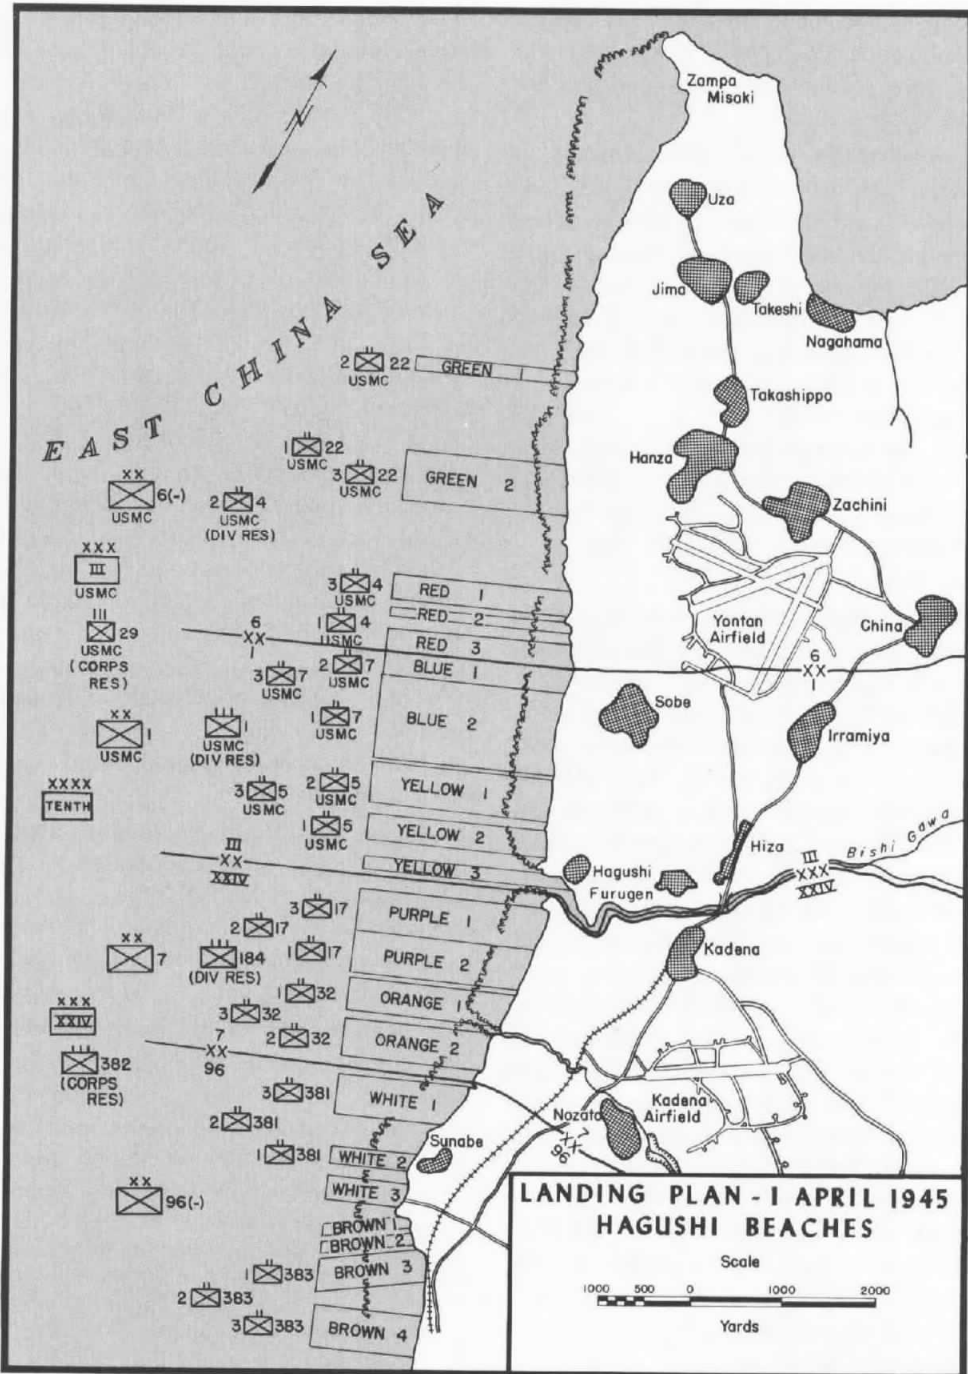 Zampa
Misaki
Uza
Jima
Takeshi
Nagahama
EAST CHINA SEA
2 22
USMC
GREEN 1
Takashippo
1 22
USMC
3 22
USMC
GREEN 2
Hanza
XX
6(-)
USMC
2 4
USMC
(DIV RES)
Zachini
XXX
III
USMC
3 4
USMC
RED 1
III
29
USMC
(CORPS
RES)
1 4
USMC
RED 2
6
XX
1
RED 3
Yontan
Airfield
China
3 7
USMC
2 7
USMC
BLUE 1
6
XX
1
Sobe
XX
1
USMC
III
1
USMC
(DIV RES)
1 7
USMC
BLUE 2
Irramiya
XXXX
TENTH
3 5
USMC
2 5
USMC
YELLOW 1
1 5
USMC
YELLOW 2
Hiza
Bishi Gawa
III
XX
XXIV
YELLOW 3
Hagushi
Furugen
III
XXX
XXIV
3 17
PURPLE 1
2 17
1 17
PURPLE 2
Kadena
XX
7
III
184
(DIV RES)
1 32
ORANGE 1
XXX
XXIV
3 32
2 32
ORANGE 2
7
XX
96
III
382
(CORPS
RES)
3 381
WHITE 1
Nozato
7
XX
96
Kadena
Airfield
2 381
1 381
WHITE 2
Sunabe
XX
96(-)
WHITE 3
BROWN 1
BROWN 2
1 383
BROWN 3
2 383
3 383
BROWN 4
LANDING PLAN - 1 APRIL 1945
HAGUSHI BEACHES
Scale
1000 500 0 1000 2000
Yards